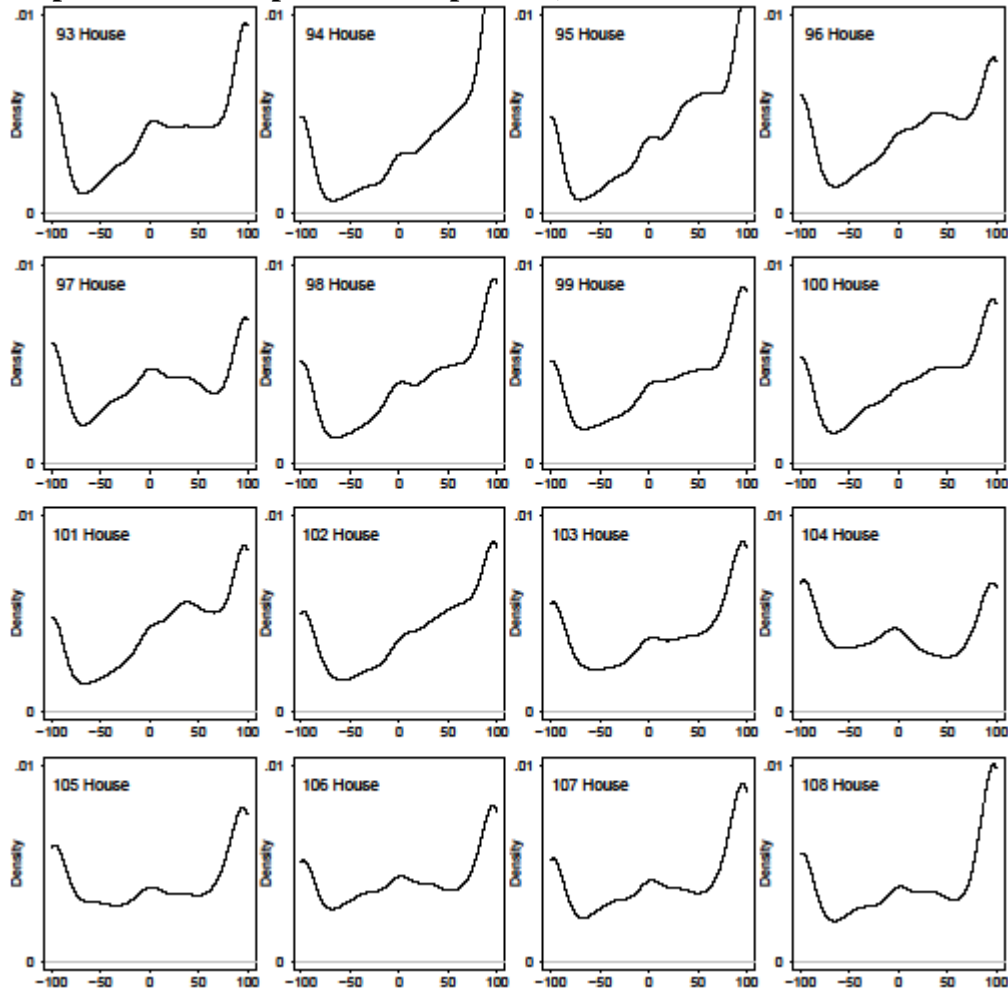 .01 .01 .01 .01
93 House 94 House 95 House 96 House
Density Density Density Density
0 0 0 0
−100 −50 0 50 100 −100 −50 0 50 100 −100 −50 0 50 100 −100 −50 0 50 100
.01 .01 .01 .01
97 House 98 House 99 House 100 House
Density Density Density Density
0 0 0 0
−100 −50 0 50 100 −100 −50 0 50 100 −100 −50 0 50 100 −100 −50 0 50 100
.01 .01 .01 .01
101 House 102 House 103 House 104 House
Density Density Density Density
0 0 0 0
−100 −50 0 50 100 −100 −50 0 50 100 −100 −50 0 50 100 −100 −50 0 50 100
.01 .01 .01 .01
105 House 106 House 107 House 108 House
Density Density Density Density
0 0 0 0
−100 −50 0 50 100 −100 −50 0 50 100 −100 −50 0 50 100 −100 −50 0 50 100